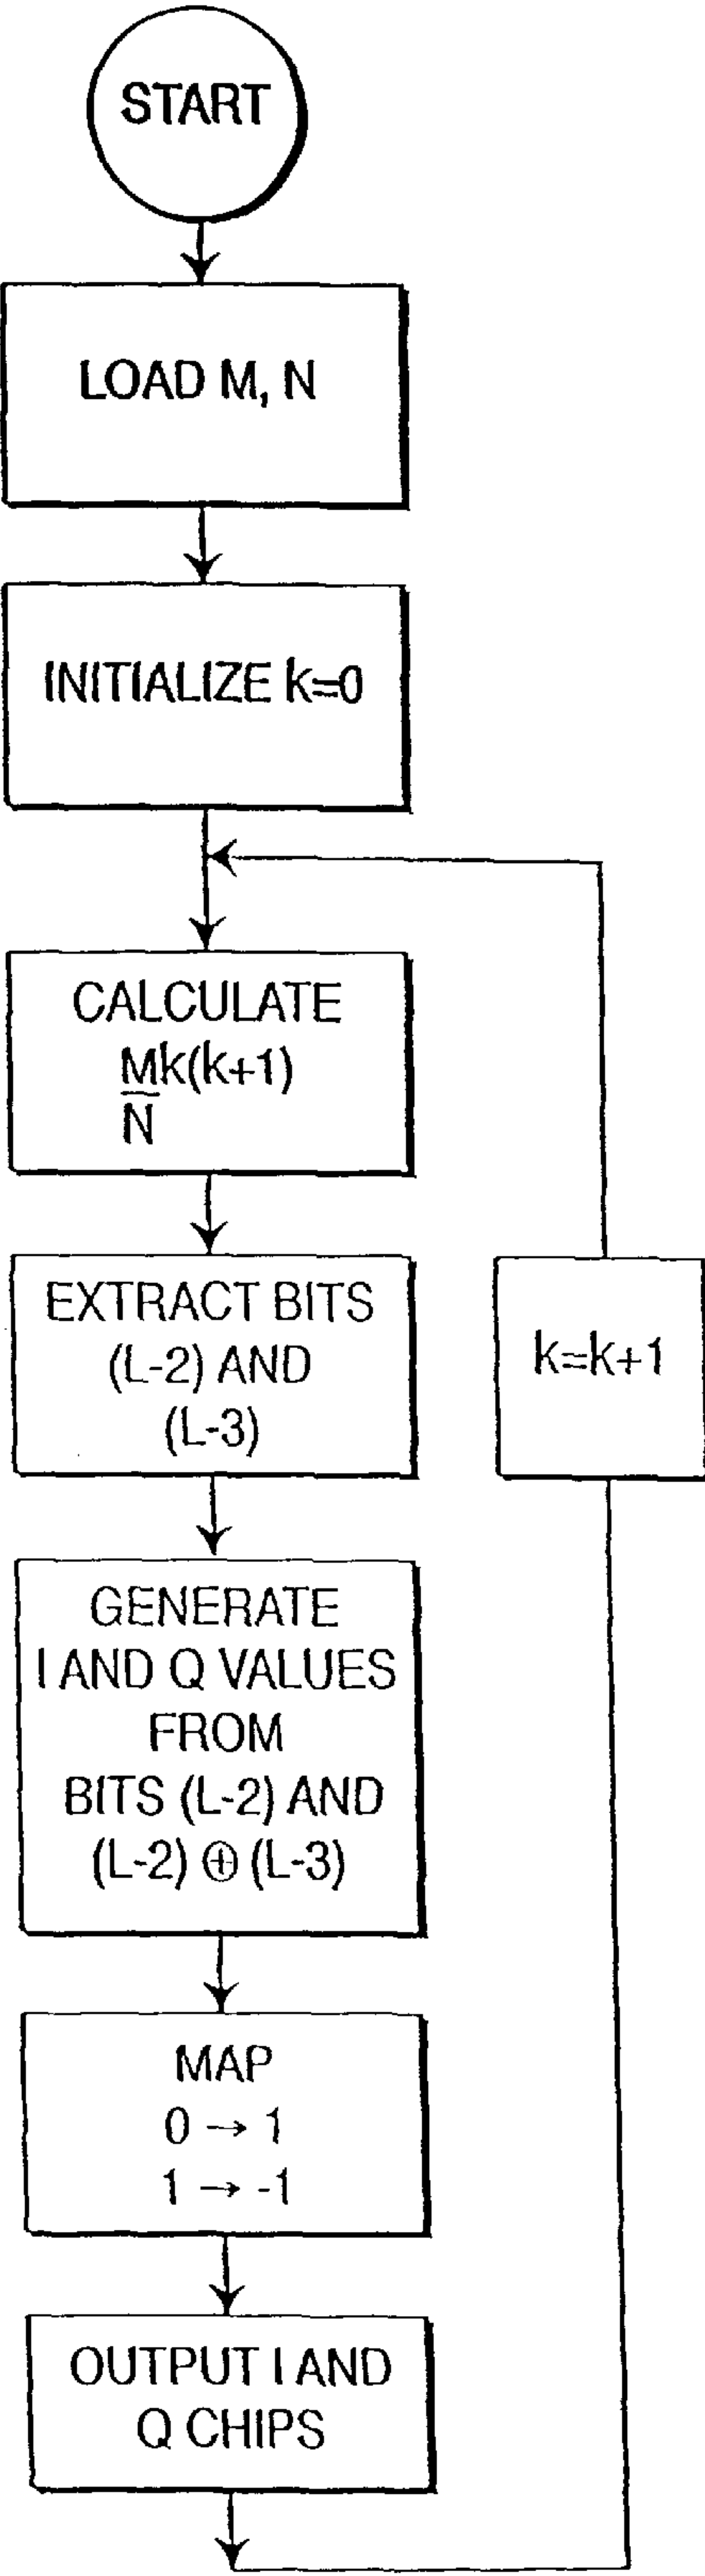 START
LOAD M, N
INITIALIZE k=0
CALCULATE
M/N k(k+1)
EXTRACT BITS
(L-2) AND
(L-3)
k=k+1
GENERATE
I AND Q VALUES
FROM
BITS (L-2) AND
(L-2) ⊕ (L-3)
MAP
0 → 1
1 → -1
OUTPUT I AND
Q CHIPS